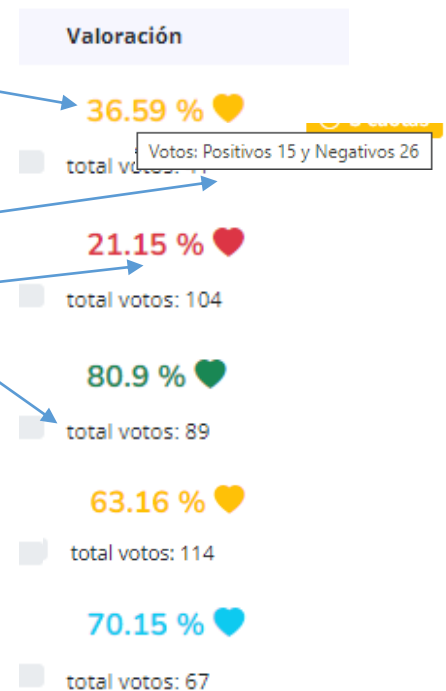 Valoración
36.59 %
Votos: Positivos 15 y Negativos 26
total
21.15 %
total votos: 104
80.9 %
total votos: 89
63.16 %
total votos: 114
70.15 %
total votos: 67